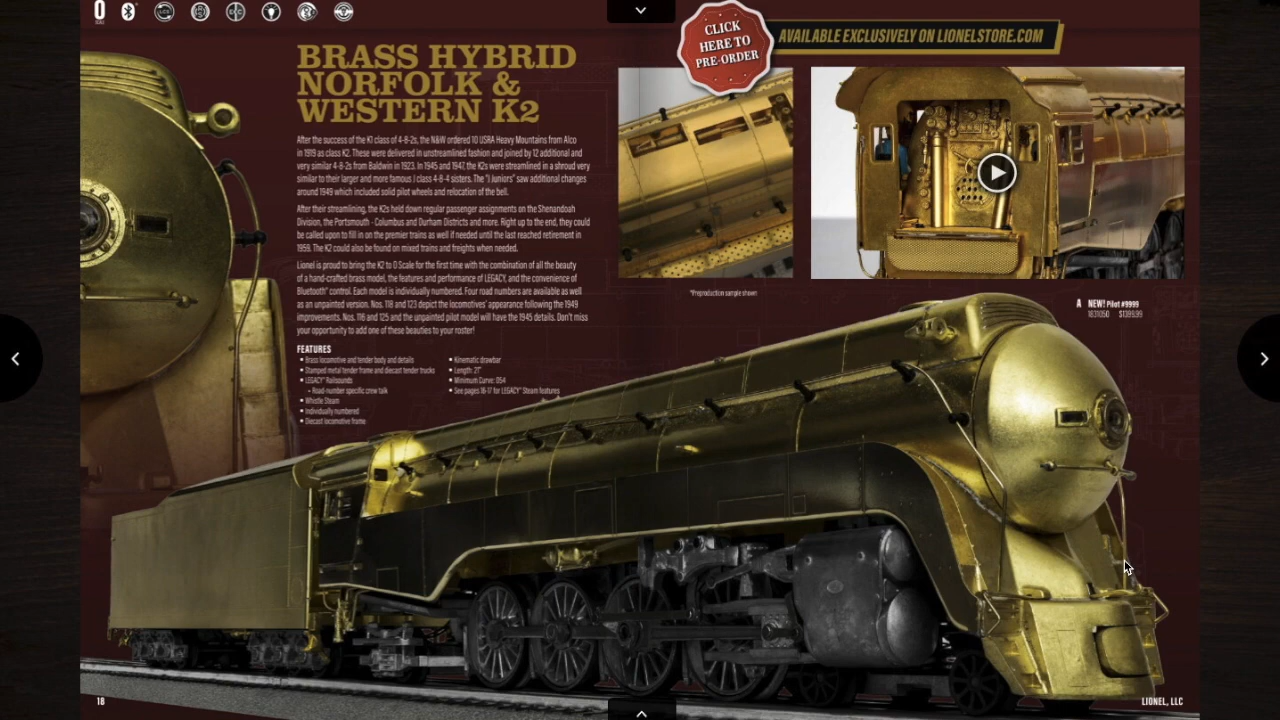 O
BRASS HYBRID
NORFOLK &
WESTERN K2
After the success of the K1 class of 4-8-2s, the N&W ordered 10 USRA Heavy Mountains from Alco
in 1919 as class K2. These were delivered in unstreamlined fashion and joined by 12 additional and
very similar 4-8-2s from Baldwin in 1923. In 1945 and 1947, the K2s were streamlined in a shroud very
similar to their larger and more famous J class 4-8-4 sisters. The "J Juniors" saw additional changes
around 1949 which included solid pilot wheels and relocation of the bell.
After their streamlining, the K2s held down regular passenger assignments on the Shenandoah
Division, the Portsmouth - Columbus and Durham Districts and more. Right up to the end, they could
be called upon to fill in on the premier trains as well if needed until the last reached retirement in
1959. The K2 could also be found on mixed trains and freights when needed.
Lionel is proud to bring the K2 to O Scale for the first time with the combination of all the beauty
of a hand-crafted brass model, the features and performance of LEGACY, and the convenience of
Bluetooth® control. Each model is individually numbered. Four road numbers are available as well
as an unpainted version. Nos. 118 and 123 depict the locomotives' appearance following the 1949
improvements. Nos. 116 and 125 and the unpainted pilot model will have the 1945 details. Don't miss
your opportunity to add one of these beauties to your roster!
FEATURES
▪ Brass locomotive and tender body and details
▪ Stamped metal tender frame and diecast tender trucks
▪ LEGACY™ Railsounds
- Road-number specific crew talk
▪ Whistle Steam
▪ Individually numbered
▪ Diecast locomotive frame
▪ Kinematic drawbar
▪ Length: 21"
▪ Minimum Curve: O54
▪ See pages 16-17 for LEGACY™ Steam features
CLICK
HERE TO
PRE-ORDER
AVAILABLE EXCLUSIVELY ON LIONELSTORE.COM
*Preproduction sample shown
A NEW! Pilot #9999
1831050 $1399.99
18
LIONEL, LLC